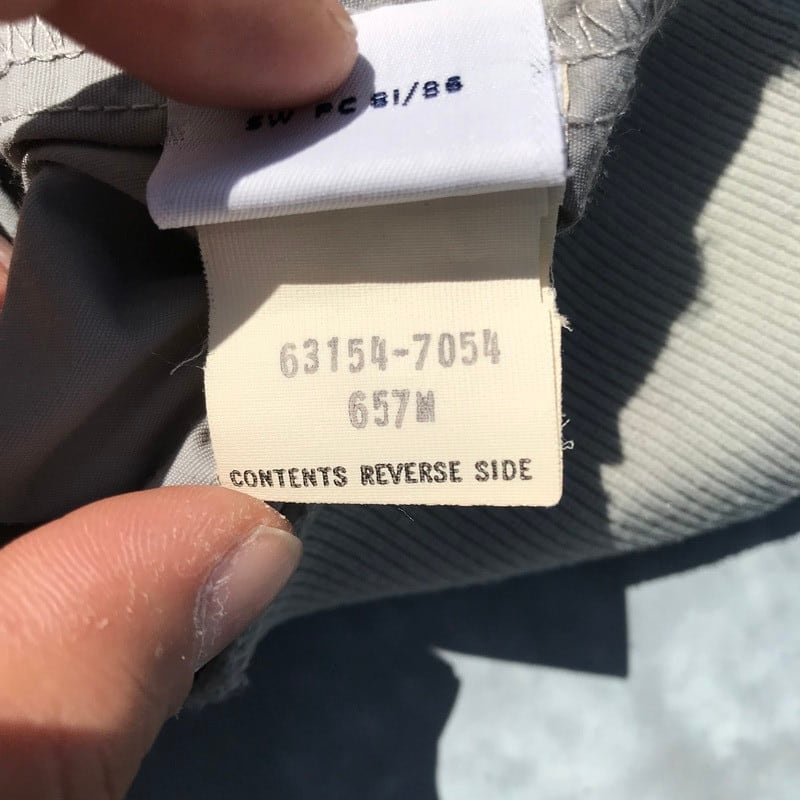 SW PC 81/86
63154-7054
657M
CONTENTS REVERSE SIDE